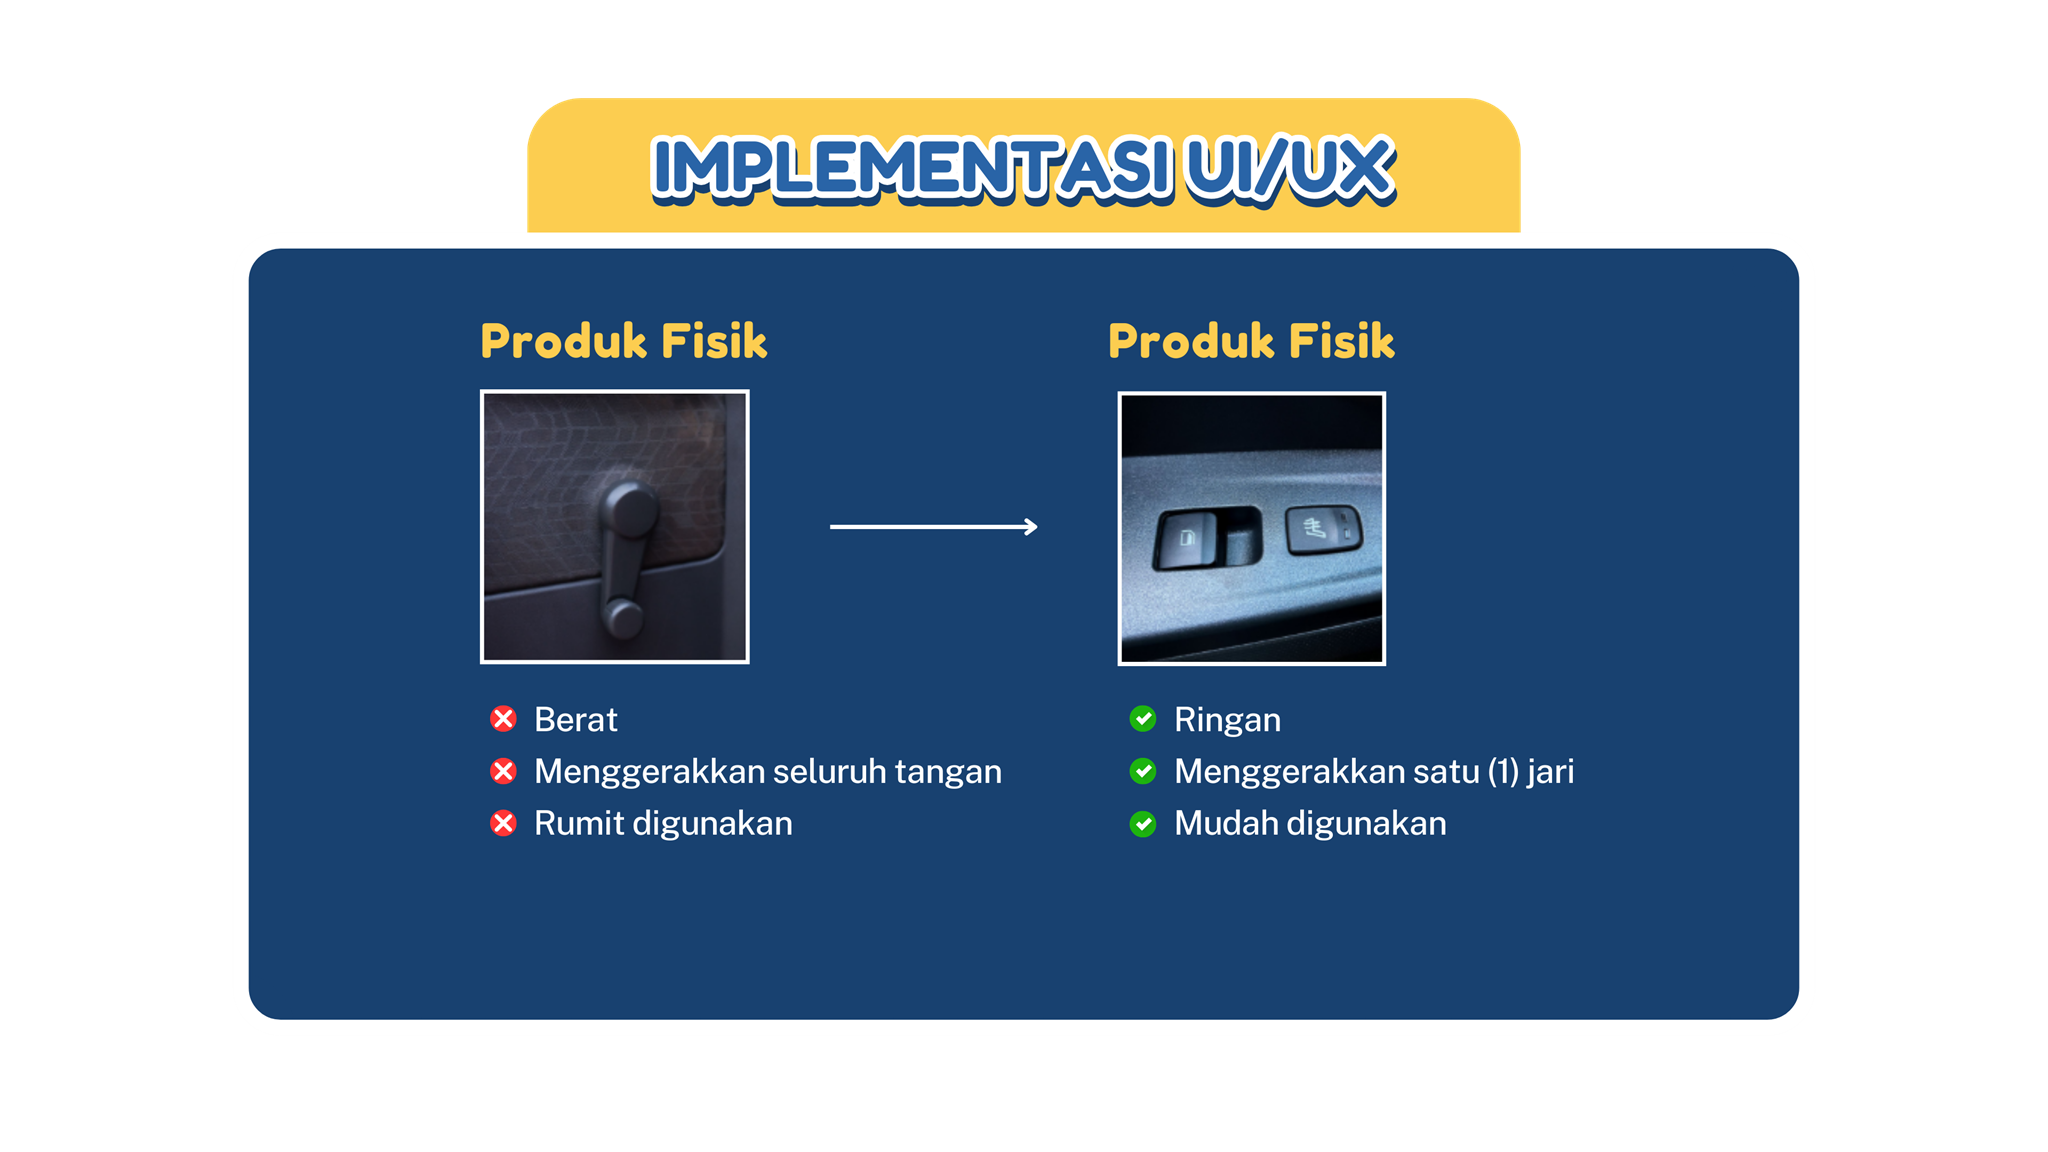 IMPLEMENTASI UI/UX
Produk Fisik
Berat
Menggerakkan seluruh tangan
Rumit digunakan
Produk Fisik
Ringan
Menggerakkan satu (1) jari
Mudah digunakan